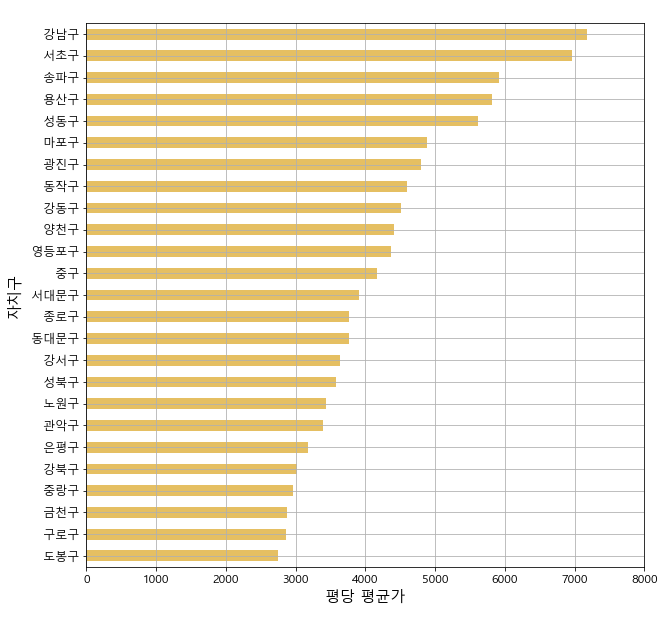 강남구
서초구
송파구
용산구
성동구
마포구
광진구
동작구
강동구
양천구
영등포구
중구
서대문구
종로구
동대문구
강서구
성북구
노원구
관악구
은평구
강북구
중랑구
금천구
구로구
도봉구
자치구
0 1000 2000 3000 4000 5000 6000 7000 8000
평당 평균가